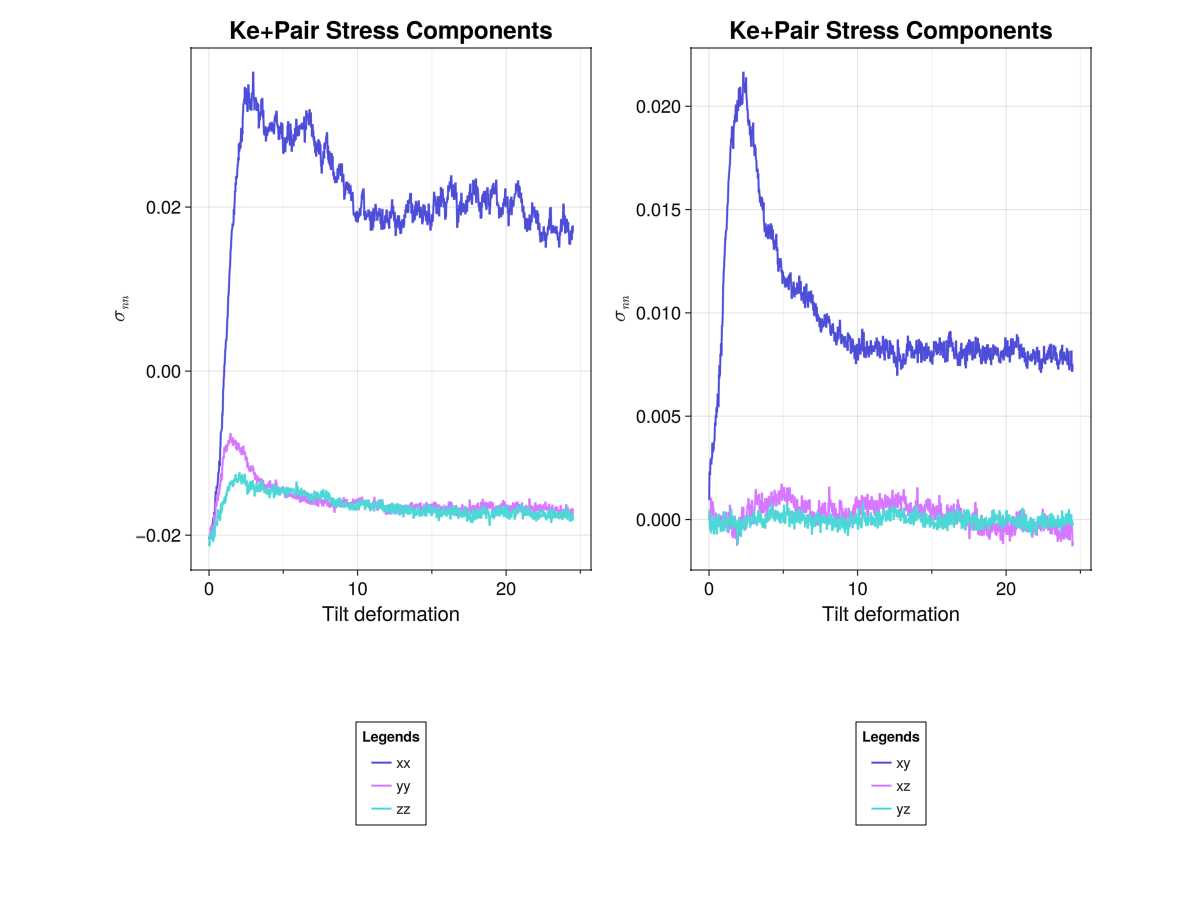 Ke+Pair Stress Components
0.02
0.00
−0.02
σnn
0
10
20
Tilt deformation
Legends
xx
yy
zz
Ke+Pair Stress Components
0.020
0.015
0.010
0.005
0.000
σnn
0
10
20
Tilt deformation
Legends
xy
xz
yz